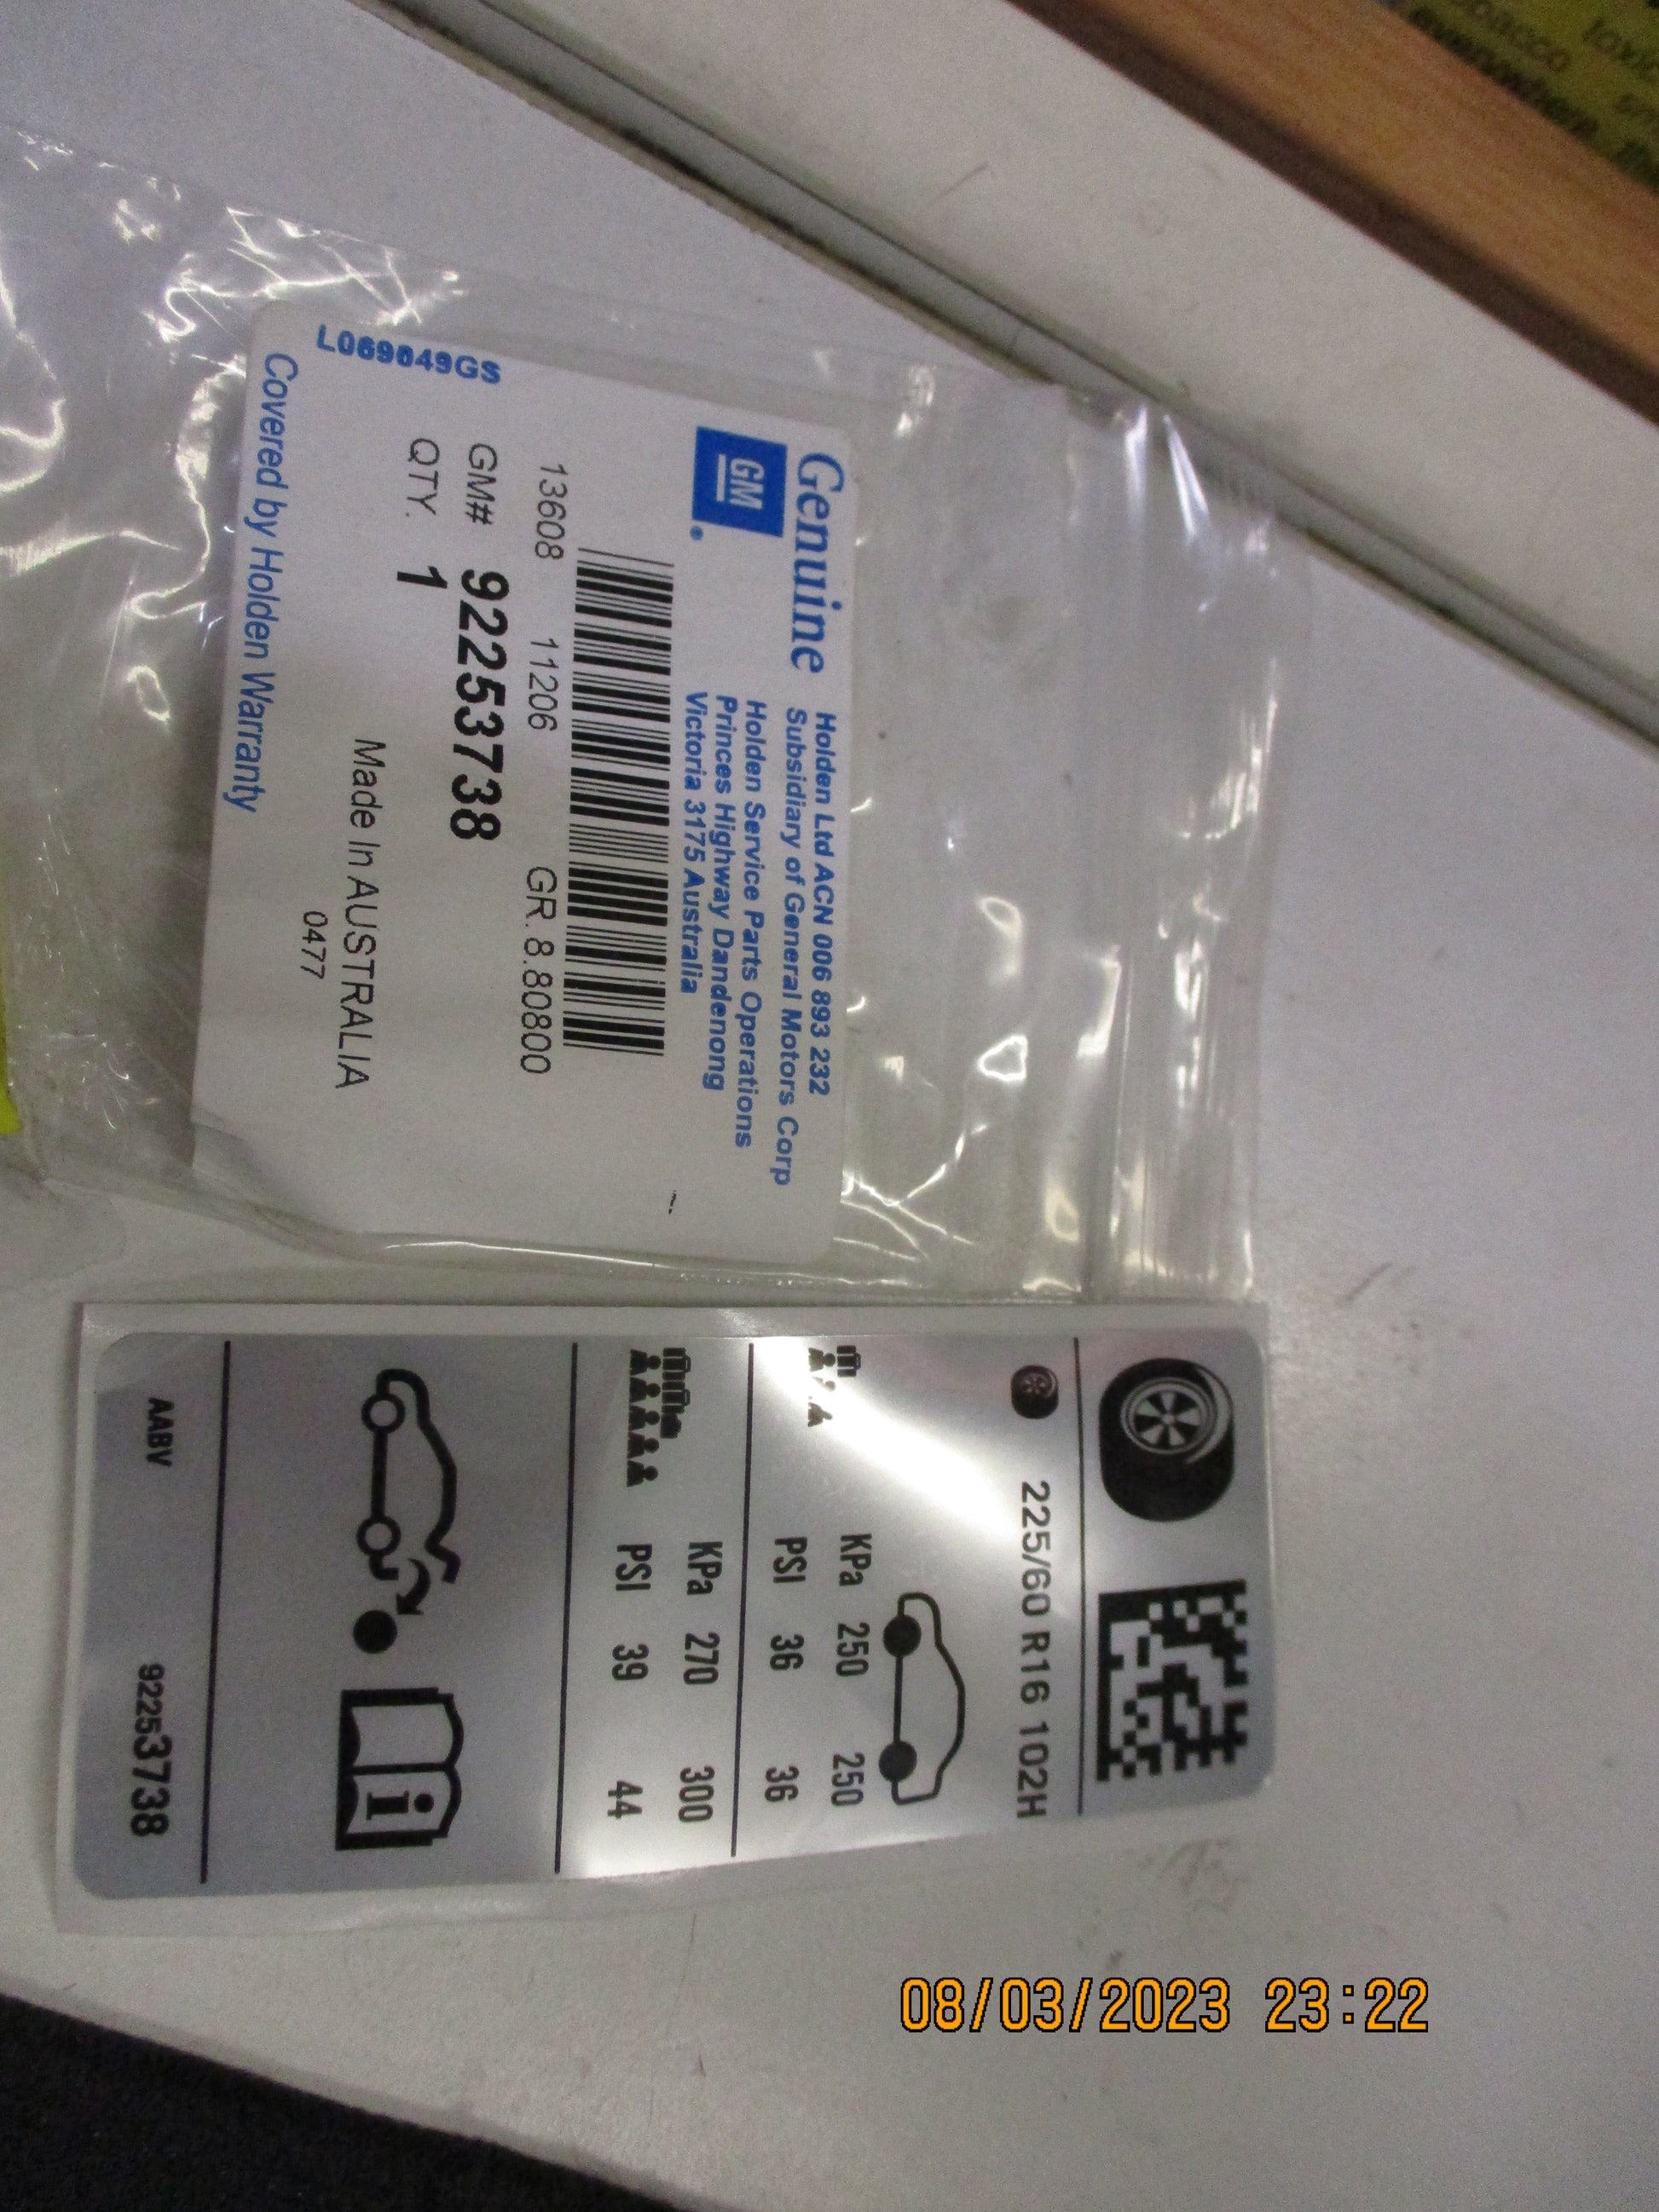 Genuine
GM
®
Holden Ltd ACN 006 893 232
Subsidiary of General Motors Corp
Holden Service Parts Operations
Princes Highway Dandenong
Victoria 3175 Australia
13608 11206 GR. 8.80800
GM# 92253738
QTY. 1
Made In AUSTRALIA
0477
L069049GS
Covered by Holden Warranty
225/60 R16 102H
KPa 250 250
PSI 36 36
KPa 270 300
PSI 39 44
i
AABV 92253738
08/03/2023 23:22